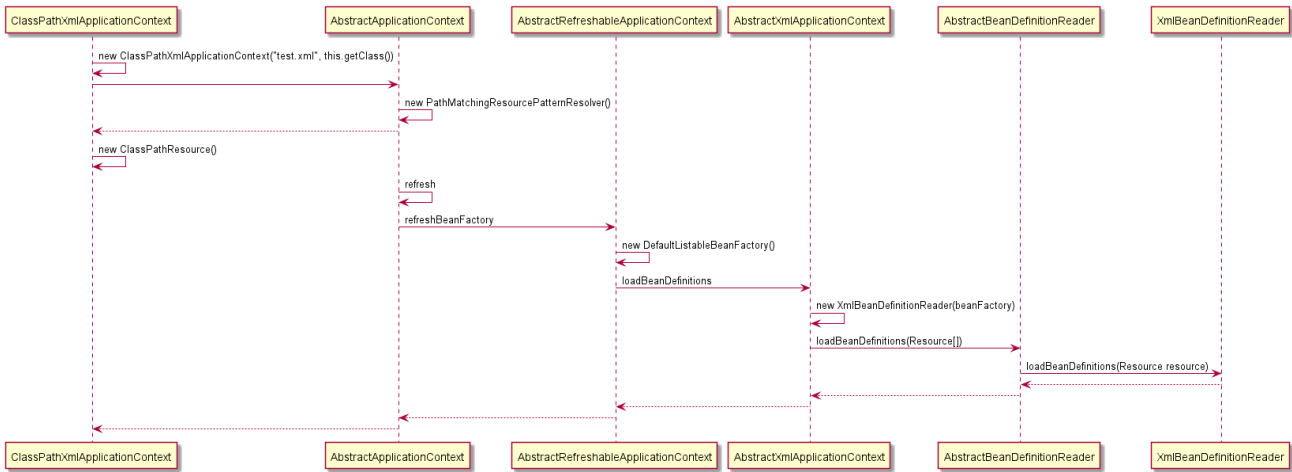 ClassPathXmlApplicationContext
AbstractApplicationContext
AbstractRefreshableApplicationContext
AbstractXmlApplicationContext
AbstractBeanDefinitionReader
XmlBeanDefinitionReader
new ClassPathXmlApplicationContext("test.xml", this.getClass())
new PathMatchingResourcePatternResolver()
new ClassPathResource()
refresh
refreshBeanFactory
new DefaultListableBeanFactory()
loadBeanDefinitions
new XmlBeanDefinitionReader(beanFactory)
loadBeanDefinitions(Resource[])
loadBeanDefinitions(Resource resource)
ClassPathXmlApplicationContext
AbstractApplicationContext
AbstractRefreshableApplicationContext
AbstractXmlApplicationContext
AbstractBeanDefinitionReader
XmlBeanDefinitionReader